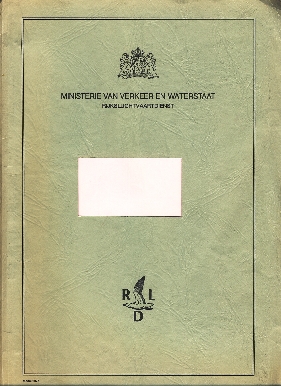 MINISTERIE VAN VERKEER EN WATERSTAAT
RIJKSLUCHTVAARTDIENST
R L
D